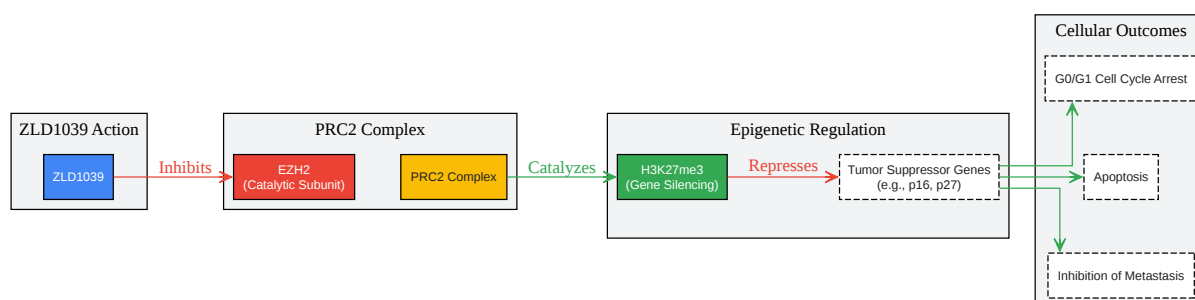 Cellular Outcomes
G0/G1 Cell Cycle Arrest
ZLD1039 Action
PRC2 Complex
Epigenetic Regulation
ZLD1039
Inhibits
EZH2
(Catalytic Subunit)
PRC2 Complex
Catalyzes
H3K27me3
(Gene Silencing)
Represses
Tumor Suppressor Genes
(e.g., p16, p27)
Apoptosis
Inhibition of Metastasis